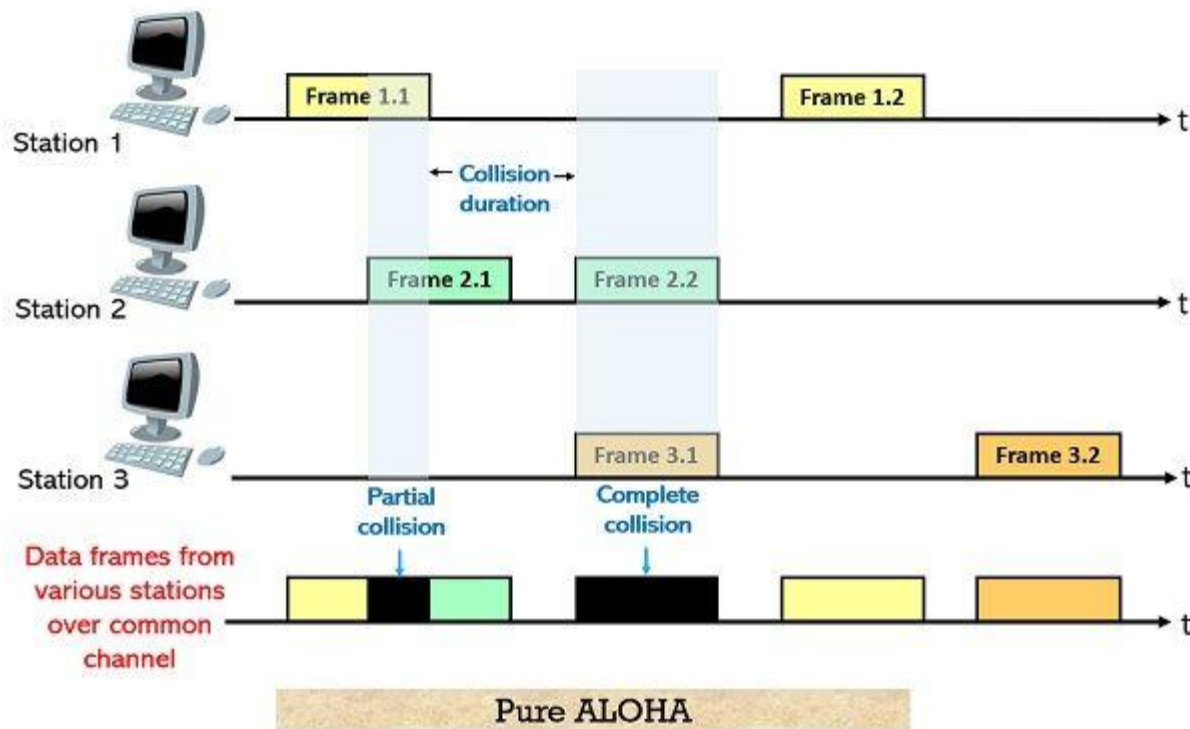 Frame 1.1
Frame 1.2
t
Station 1
Collision
duration
Frame 2.1
Frame 2.2
t
Station 2
Frame 3.1
Frame 3.2
t
Station 3
Partial
collision
Complete
collision
Data frames from
various stations
over common
channel
t
Pure ALOHA